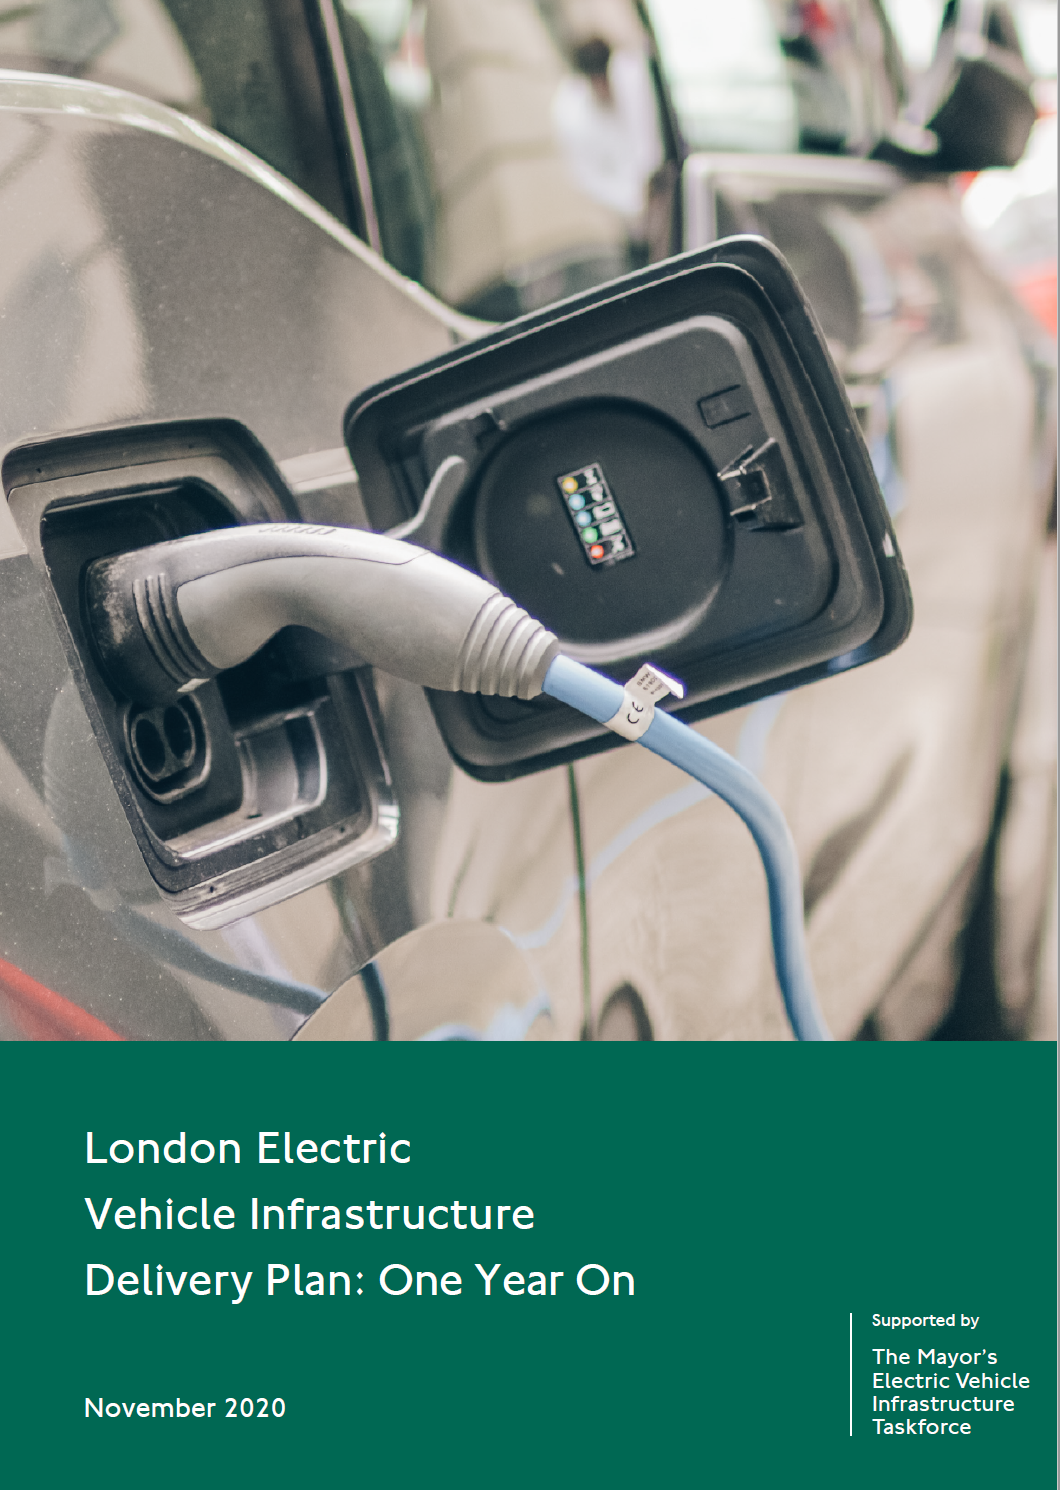 CE
London Electric
Vehicle Infrastructure
Delivery Plan: One Year On
Supported by
The Mayor's
Electric Vehicle
Infrastructure
Taskforce
November 2020